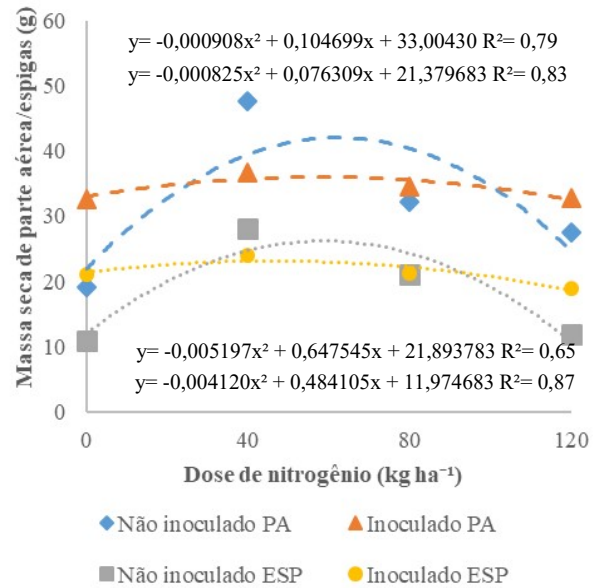 60
y= -0,000908x² + 0,104699x + 33,00430 R²= 0,79
y= -0,000825x² + 0,076309x + 21,379683 R²= 0,83
50
40
30
20
10
0
Massa seca de parte aérea/espigas (g)
y= -0,005197x² + 0,647545x + 21,893783 R²= 0,65
y= -0,004120x² + 0,484105x + 11,974683 R²= 0,87
0 40 80 120
Dose de nitrogênio (kg ha⁻¹)
Não inoculado PA Inoculado PA
Não inoculado ESP Inoculado ESP